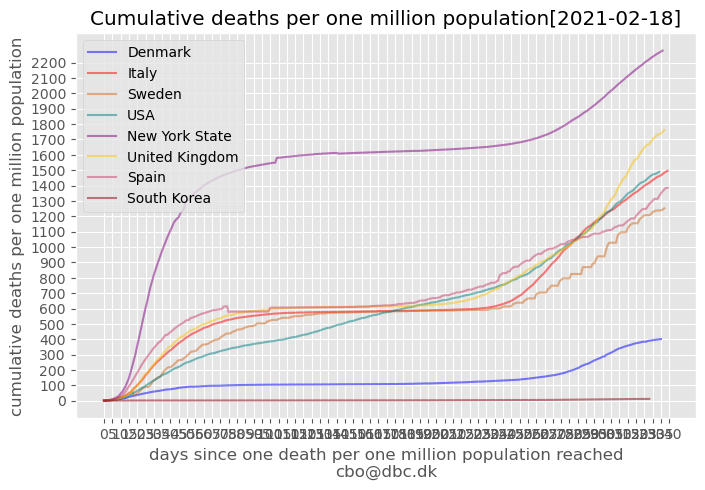 Cumulative deaths per one million population[2021-02-18]
cumulative deaths per one million population
2200
2100
2000
1900
1800
1700
1600
1500
1400
1300
1200
1100
1000
900
800
700
600
500
400
300
200
100
0
Denmark
Italy
Sweden
USA
New York State
United Kingdom
Spain
South Korea
days since one death per one million population reached
cbo@dbc.dk